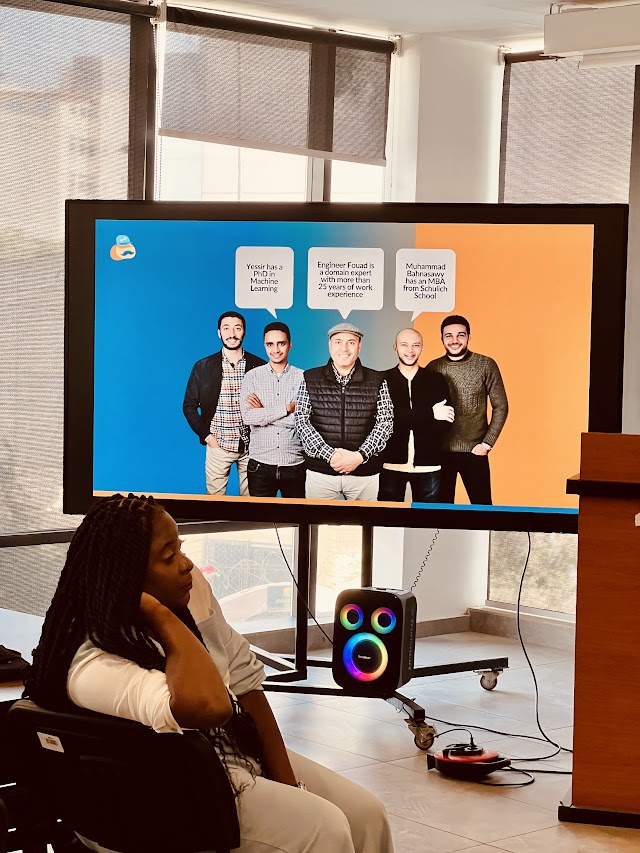 Yessir has a
PhD in
Machine
Learning
Engineer Fouad is
a domain expert
with more than
25 years of work
experience
Muhammad
Bahnasawy
has an MBA
from Schulich
School